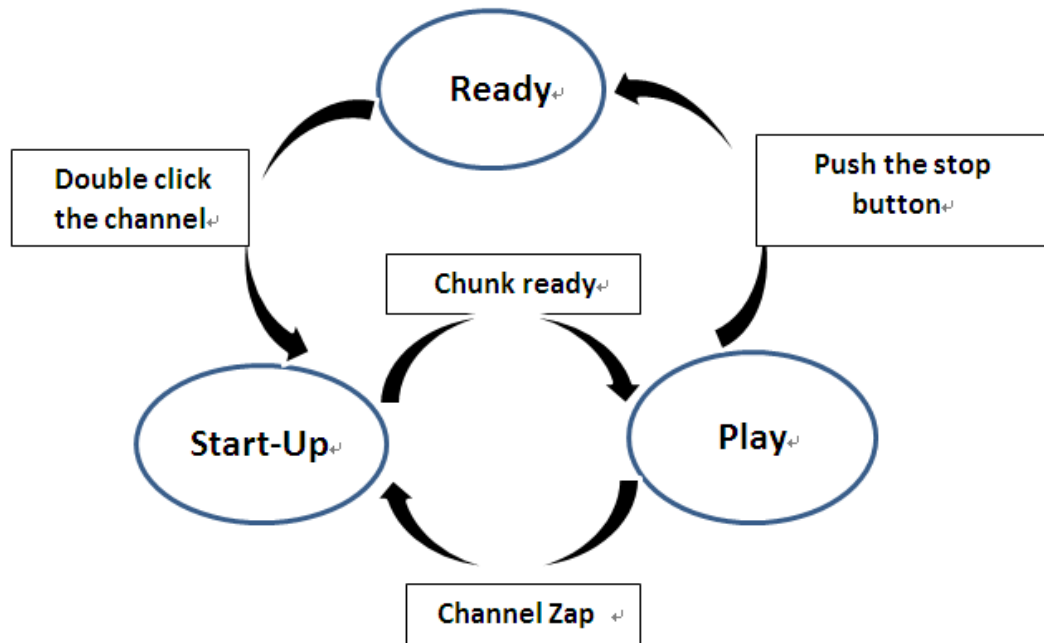 Ready
Double click
the channel
Push the stop
button
Chunk ready
Start-Up
Play
Channel Zap